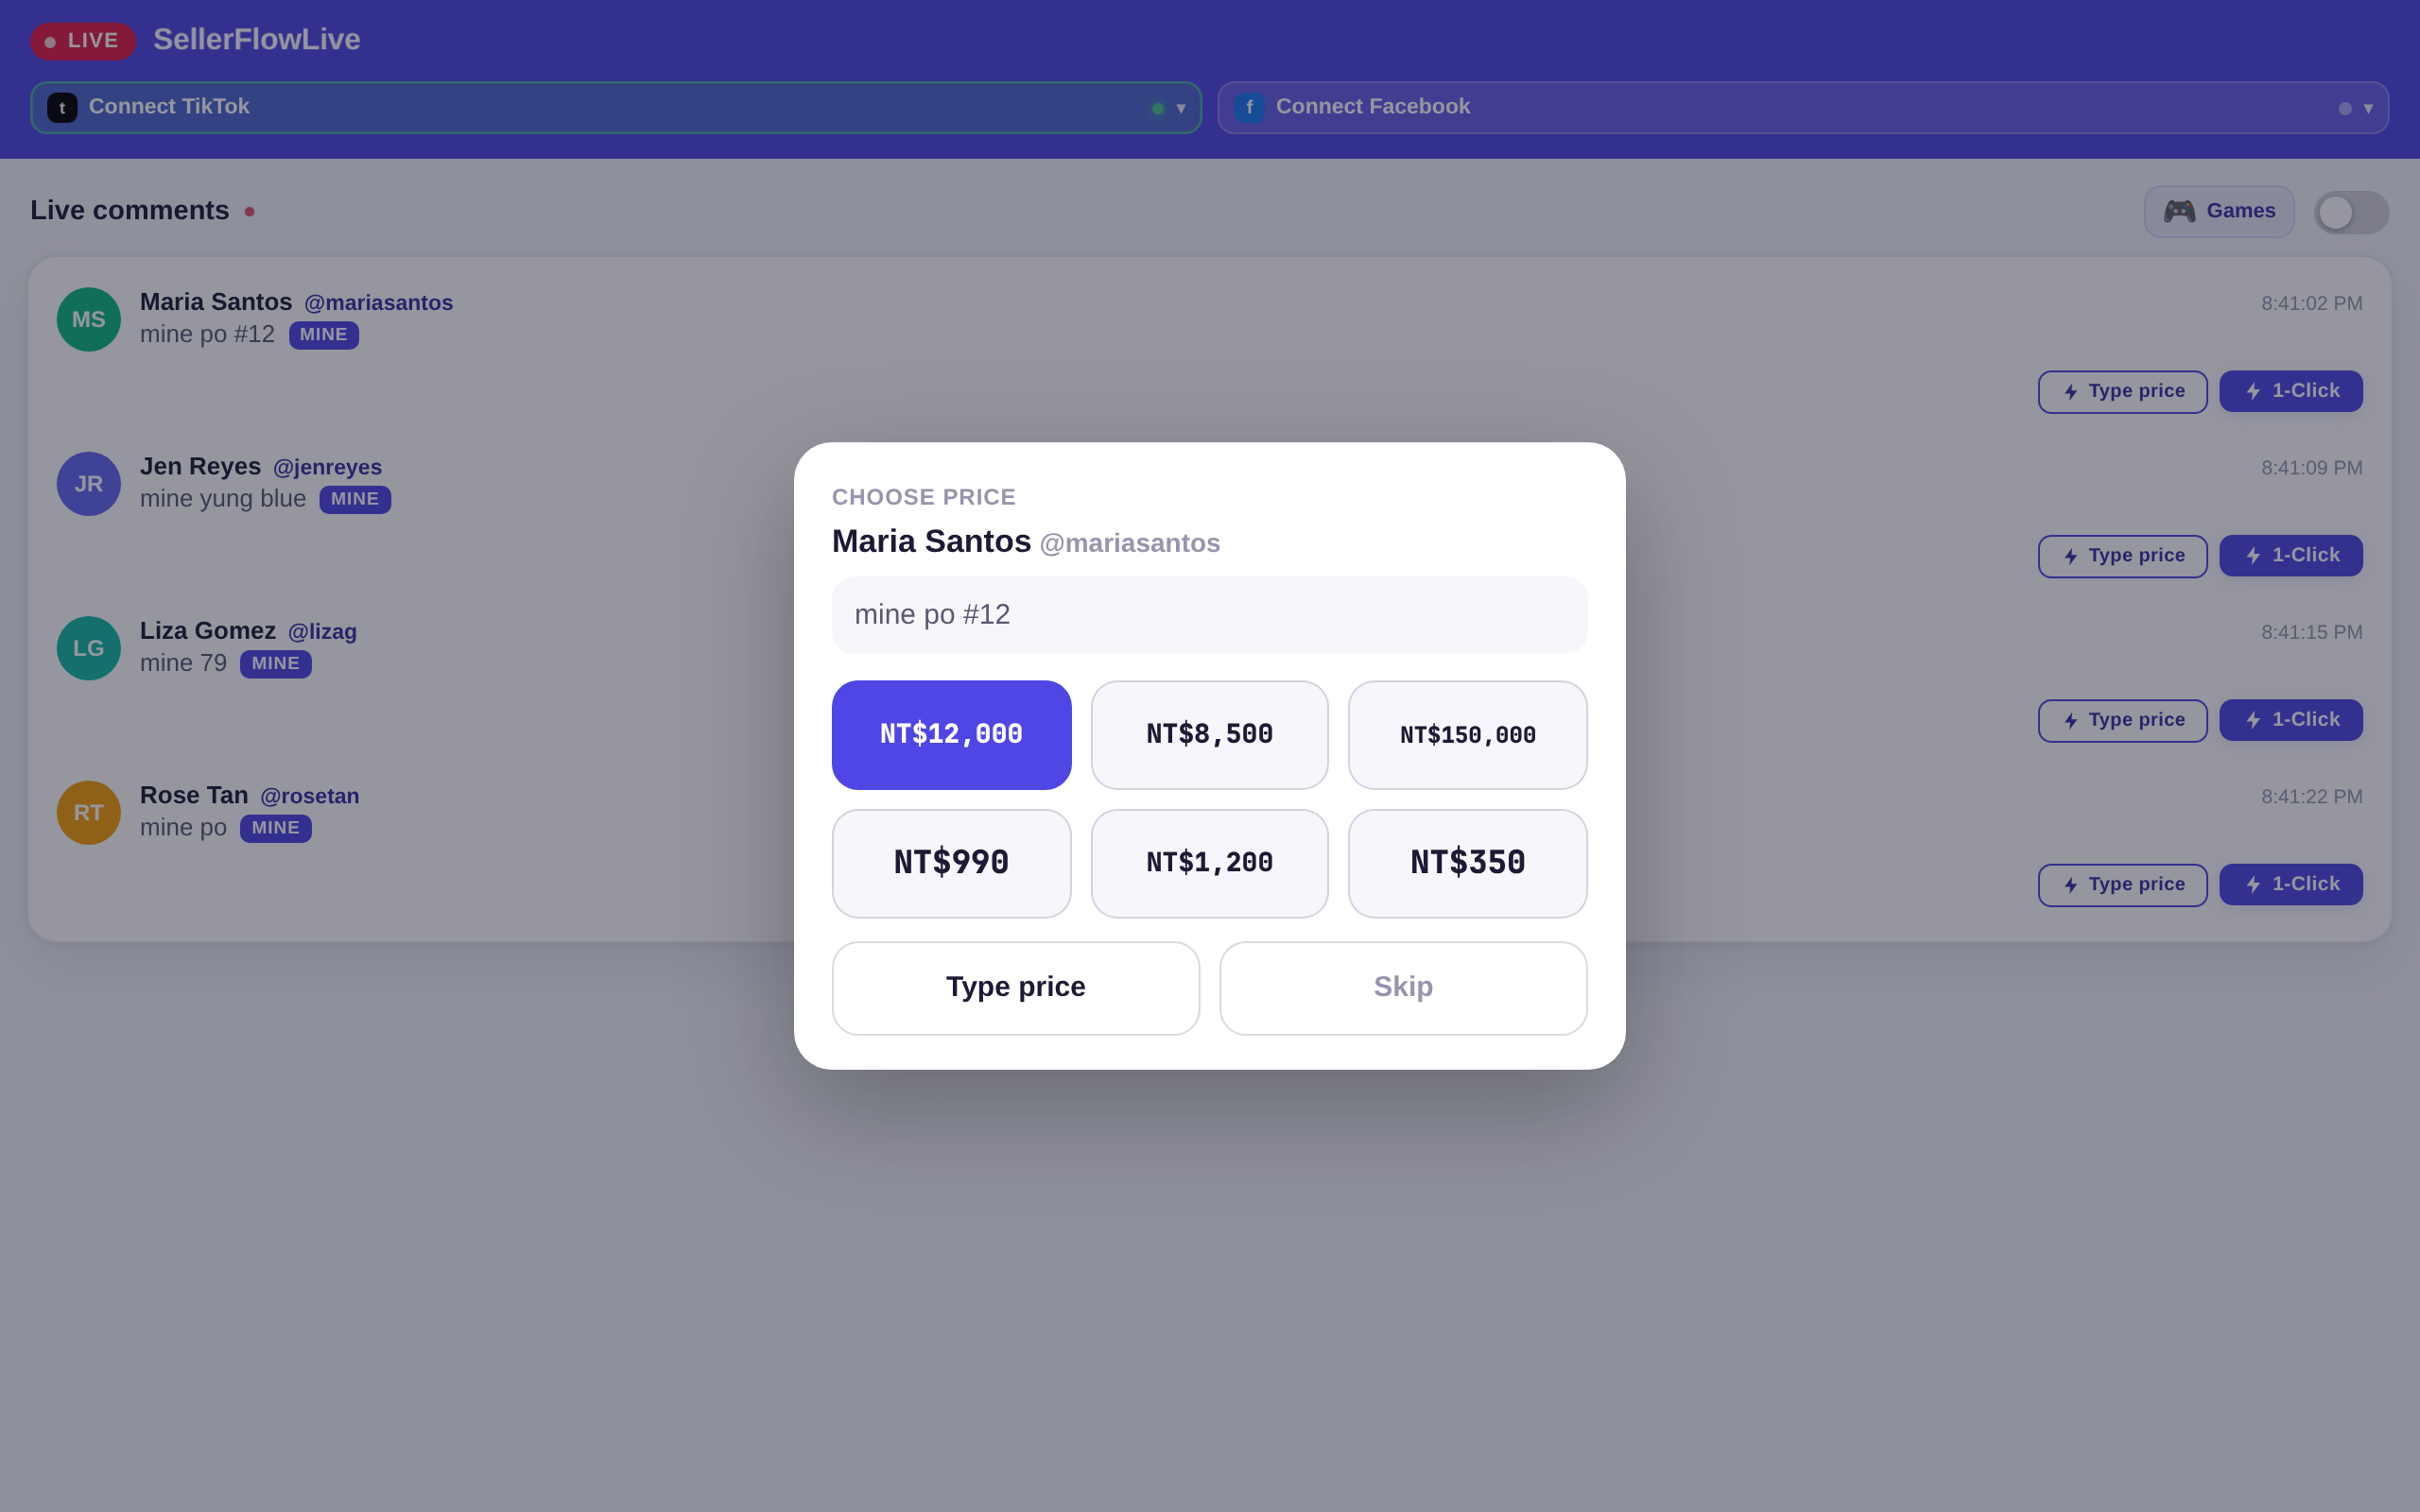 LIVE SellerFlowLive
t Connect TikTok ▾ f Connect Facebook ▾
Live comments Games
MS Maria Santos @mariasantos 8:41:02 PM
mine po #12 MINE
Type price 1-Click
JR Jen Reyes @jenreyes 8:41:09 PM
mine yung blue MINE
Type price 1-Click
LG Liza Gomez @lizag 8:41:15 PM
mine 79 MINE
Type price 1-Click
RT Rose Tan @rosetan 8:41:22 PM
mine po MINE
Type price 1-Click
CHOOSE PRICE
Maria Santos @mariasantos
mine po #12
NT$12,000 NT$8,500 NT$150,000
NT$990 NT$1,200 NT$350
Type price Skip